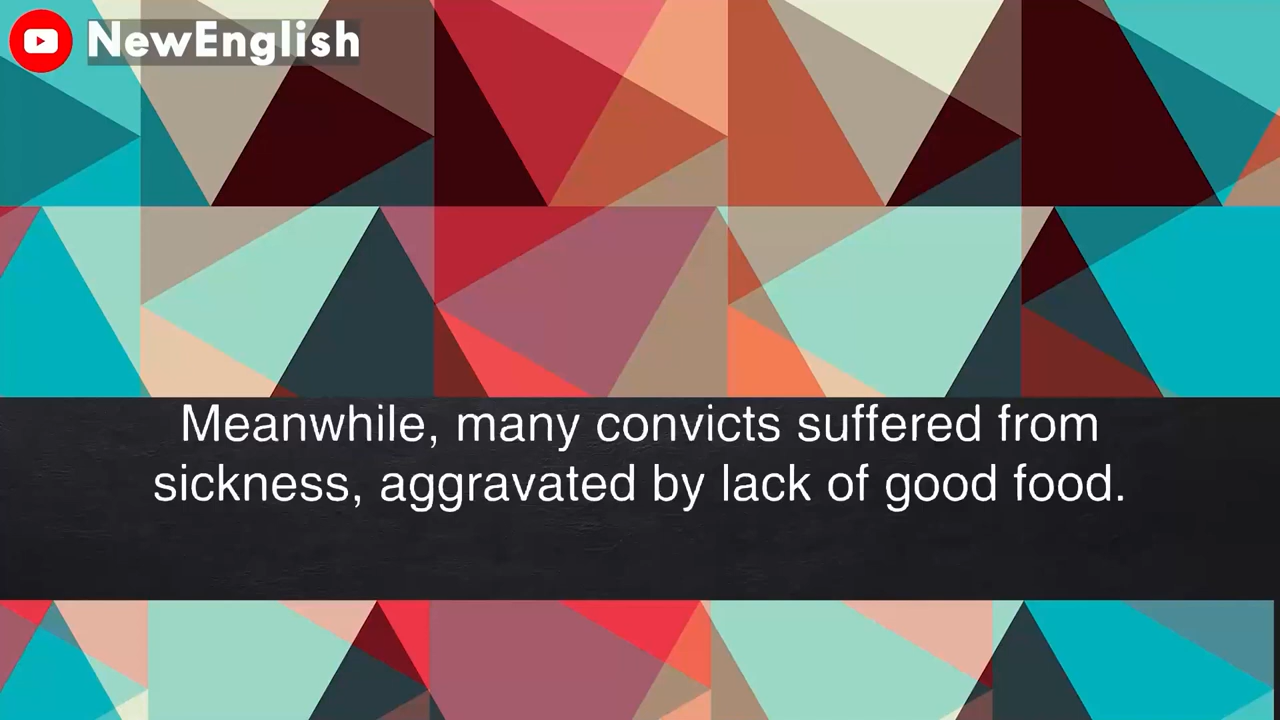 NewEnglish
Meanwhile, many convicts suffered from
sickness, aggravated by lack of good food.